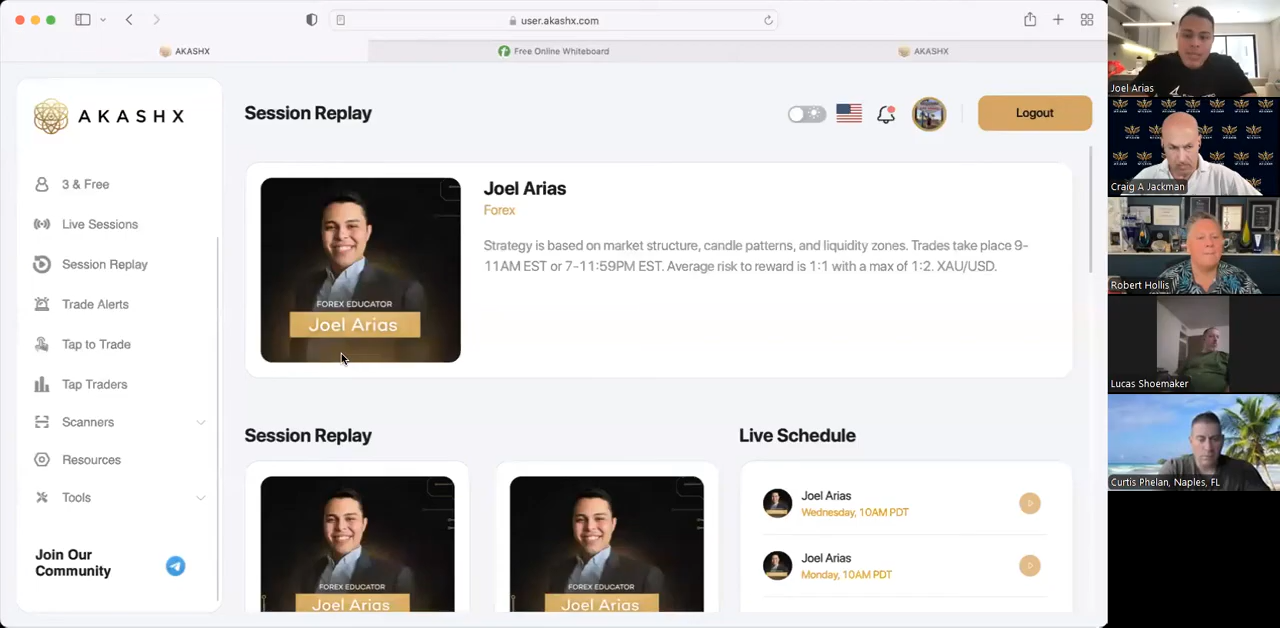 user.akashx.com
AKASHX
Free Online Whiteboard
AKASHX
AKASHX
3 & Free
Live Sessions
Session Replay
Trade Alerts
Tap to Trade
Tap Traders
Scanners
Resources
Tools
Join Our
Community
Session Replay
Logout
FOREX EDUCATOR
Joel Arias
Joel Arias
Forex
Strategy is based on market structure, candle patterns, and liquidity zones. Trades take place 9-
11AM EST or 7-11:59PM EST. Average risk to reward is 1:1 with a max of 1:2. XAU/USD.
Session Replay
FOREX EDUCATOR
Joel Arias
FOREX EDUCATOR
Joel Arias
Live Schedule
Joel Arias
Wednesday, 10AM PDT
Joel Arias
Monday, 10AM PDT
Joel Arias
Craig A Jackman
Robert Hollis
Lucas Shoemaker
Curtis Phelan, Naples, FL